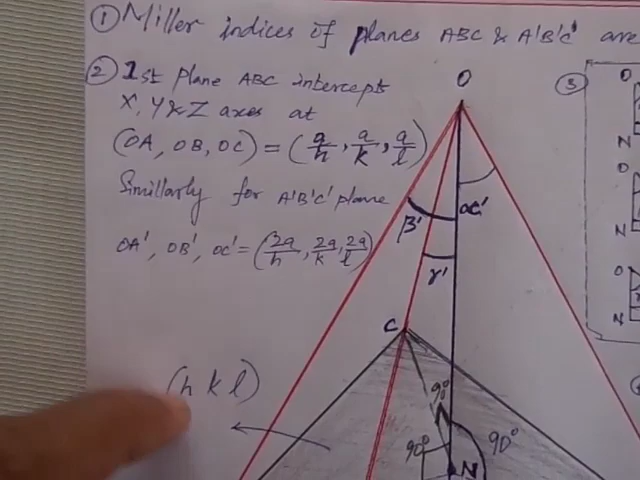 ① Miller indices of planes ABC & A'B'C' are
② 1st plane ABC intercepts
X, Y & Z axes at
(OA, OB, OC) = (a/h, a/k, a/l)
Simillarly for A'B'C' plane
OA', OB', OC' = (2a/h, 2a/k, 2a/l)
(h k l)
O
α'
β'
γ'
C
90°
90°
90°
N
③
O
N
O
N
O
N